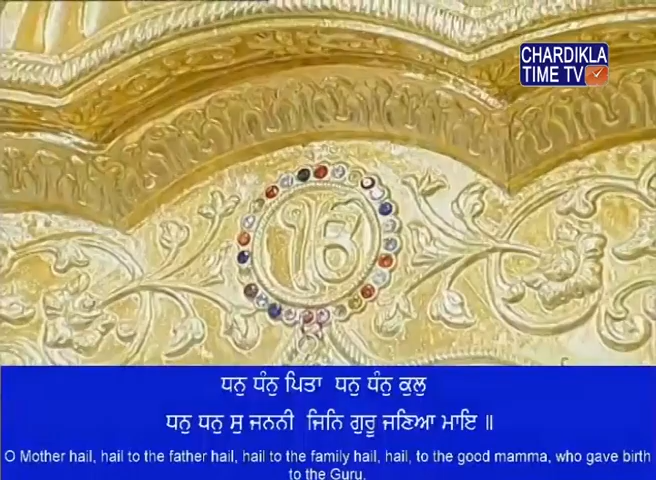 CHARDIKLA
TIME TV
ਧਨੁ ਧੰਨੁ ਪਿਤਾ ਧਨੁ ਧੰਨੁ ਕੁਲੁ
ਧਨੁ ਧਨੁ ਸੁ ਜਨਨੀ ਜਿਨਿ ਗੁਰੂ ਜਣਿਆ ਮਾਇ ॥
O Mother hail, hail to the father hail, hail to the family hail, hail, to the good mamma, who gave birth
to the Guru.